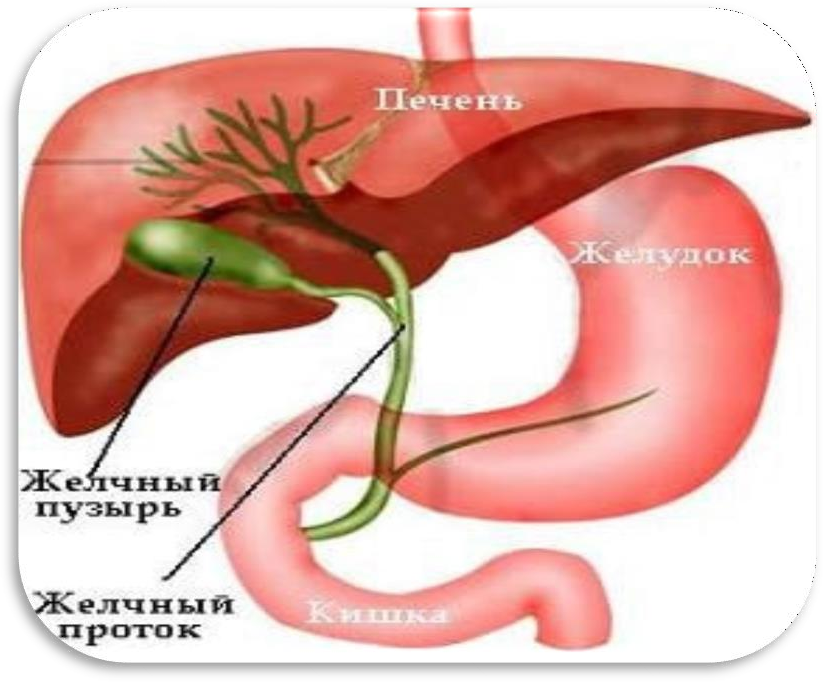 Печень
Желудок
Желчный
пузырь
Желчный
проток
Кишка